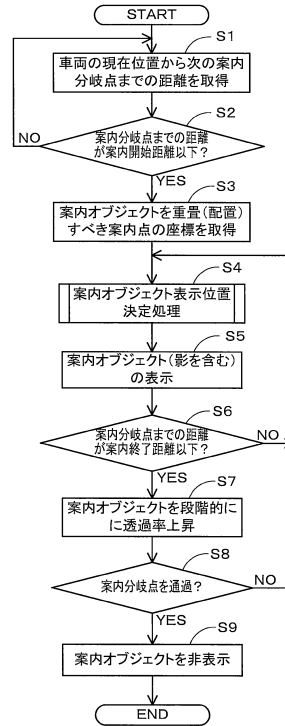 START
S1
車両の現在位置から次の案内
分岐点までの距離を取得
S2
案内分岐点までの距離
が案内開始距離以下?
NO
YES
S3
案内オブジェクトを重畳(配置)
すべき案内点の座標を取得
S4
案内オブジェクト表示位置
決定処理
S5
案内オブジェクト(影を含む)
の表示
S6
案内分岐点までの距離
が案内終了距離以下?
NO
YES
S7
案内オブジェクトを段階的に
に透過率上昇
S8
案内分岐点を通過?
NO
YES
S9
案内オブジェクトを非表示
END